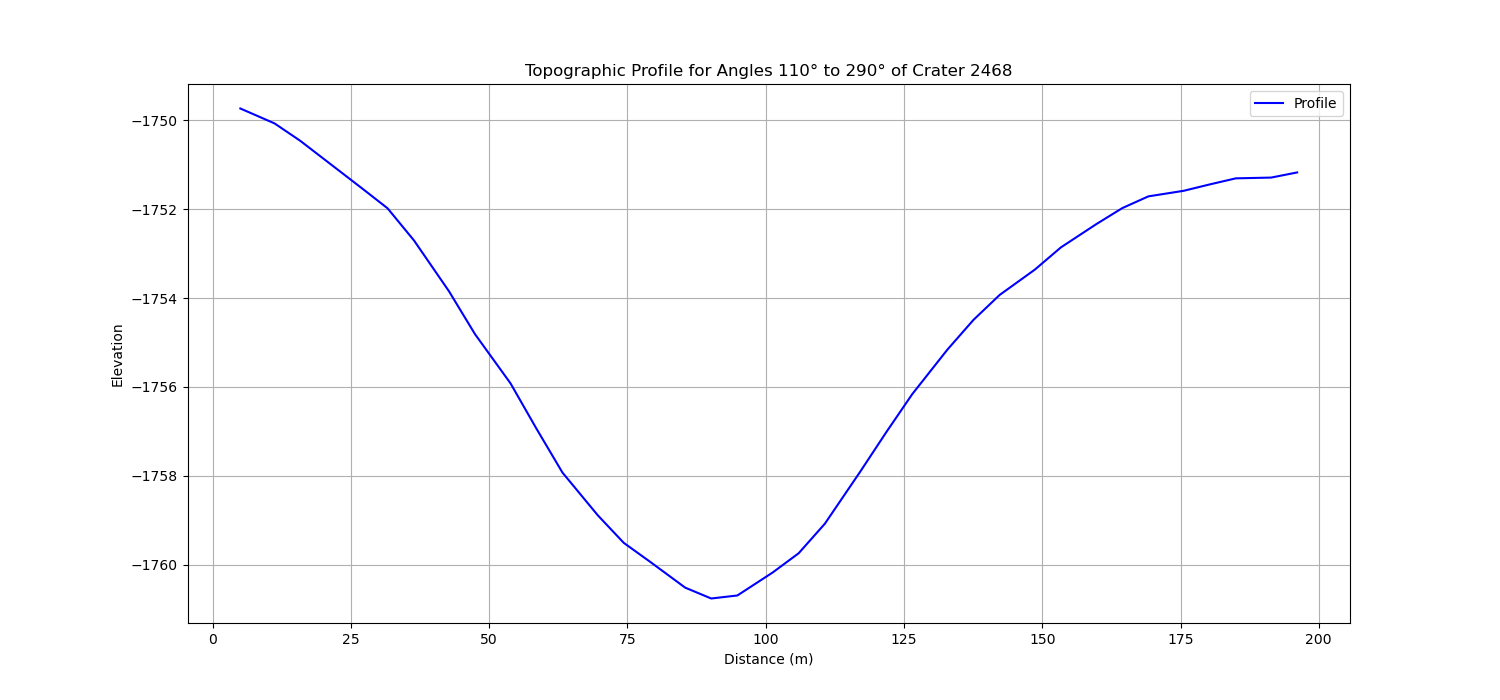 Topographic Profile for Angles 110° to 290° of Crater 2468
Profile
−1750
−1752
−1754
−1756
−1758
−1760
Elevation
0 25 50 75 100 125 150 175 200
Distance (m)